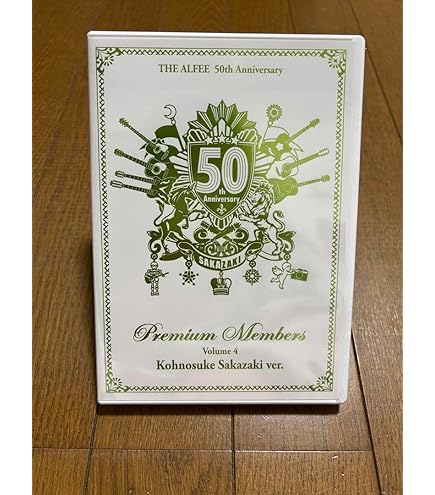 THE ALFEE 50th Anniversary
50
th
Anniversary
SAKAZAKI
Premium Members
Volume 4
Kohnosuke Sakazaki ver.